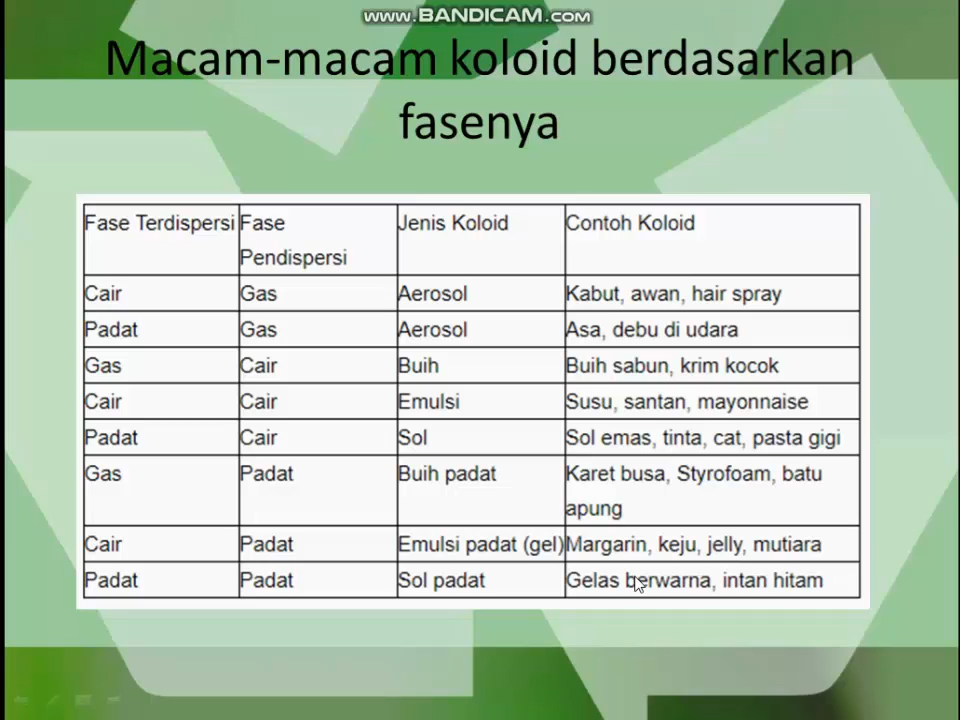 www.BANDICAM.com
Macam-macam koloid berdasarkan
fasenya
Fase Terdispersi Fase Pendispersi Jenis Koloid Contoh Koloid
Cair Gas Aerosol Kabut, awan, hair spray
Padat Gas Aerosol Asa, debu di udara
Gas Cair Buih Buih sabun, krim kocok
Cair Cair Emulsi Susu, santan, mayonnaise
Padat Cair Sol Sol emas, tinta, cat, pasta gigi
Gas Padat Buih padat Karet busa, Styrofoam, batu apung
Cair Padat Emulsi padat (gel) Margarin, keju, jelly, mutiara
Padat Padat Sol padat Gelas berwarna, intan hitam